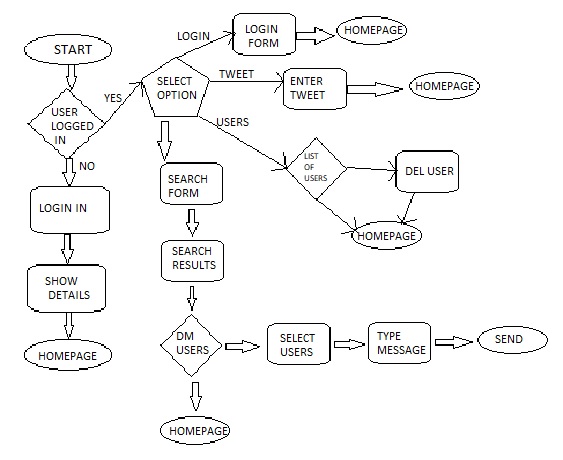 START
USER
LOGGED
IN
YES
NO
LOGIN IN
SHOW
DETAILS
HOMEPAGE
SELECT
OPTION
LOGIN
LOGIN
FORM
HOMEPAGE
TWEET
ENTER
TWEET
HOMEPAGE
USERS
LIST
OF
USERS
DEL USER
HOMEPAGE
SEARCH
FORM
SEARCH
RESULTS
DM
USERS
SELECT
USERS
TYPE
MESSAGE
SEND
HOMEPAGE